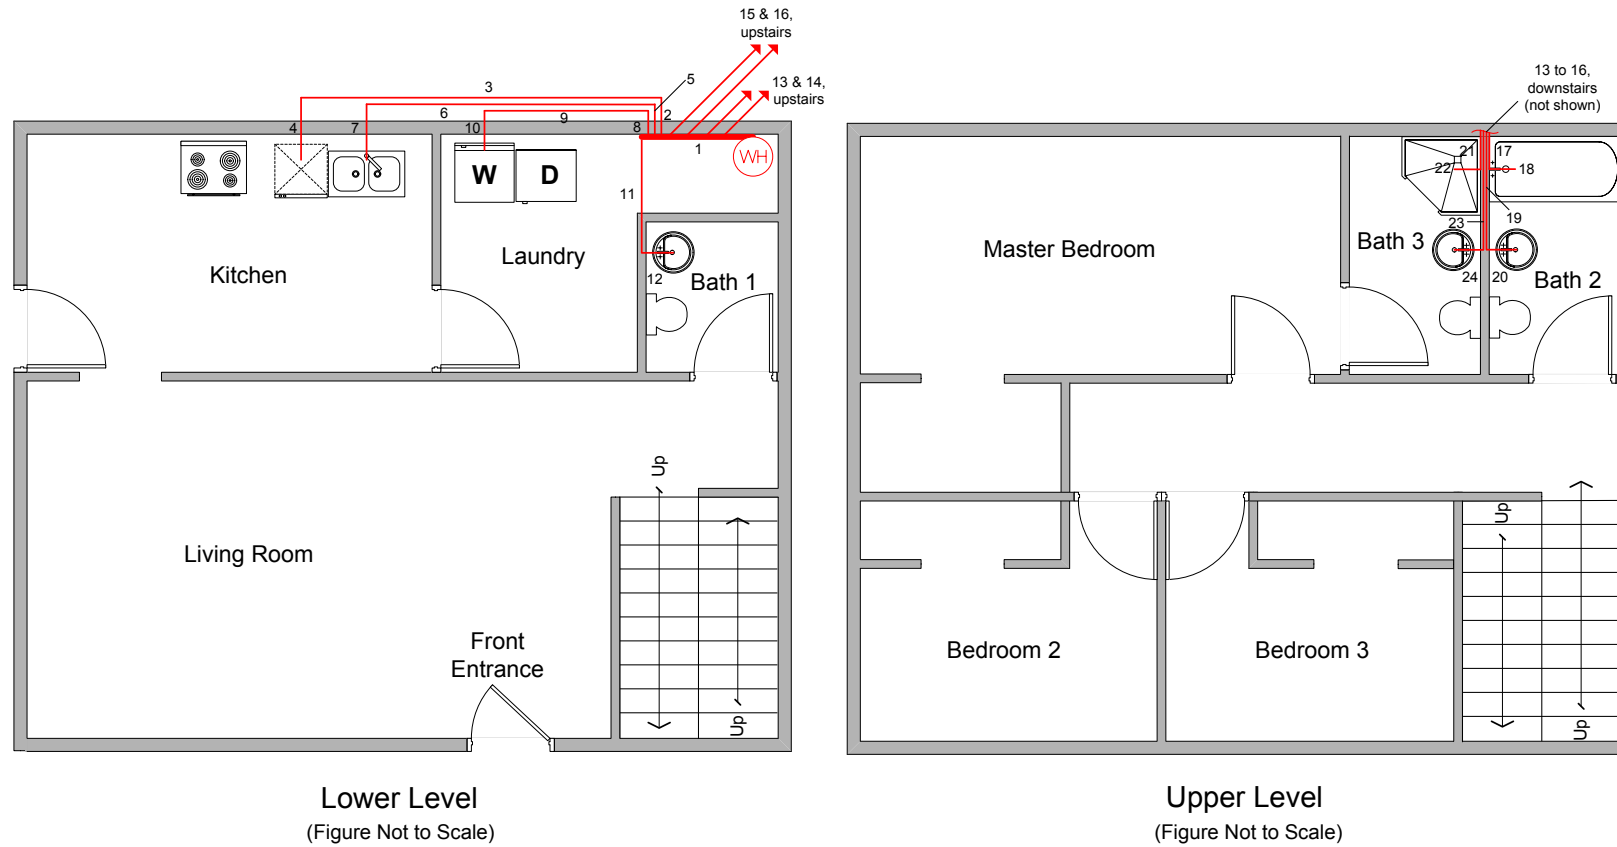 15 & 16,
upstairs
13 & 14,
upstairs
3
5
2
6
9
4
7
10
8
1
WH
W
D
11
12
Kitchen
Laundry
Bath 1
Up
Up
Living Room
Front
Entrance
Lower Level
(Figure Not to Scale)
13 to 16,
downstairs
(not shown)
21
17
22
18
23
19
24
20
Master Bedroom
Bath 3
Bath 2
Up
Up
Bedroom 2
Bedroom 3
Upper Level
(Figure Not to Scale)